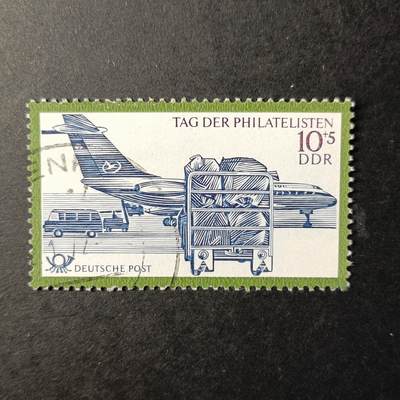 TAG DER PHILATELISTEN
10+5
DDR
DEUTSCHE POST